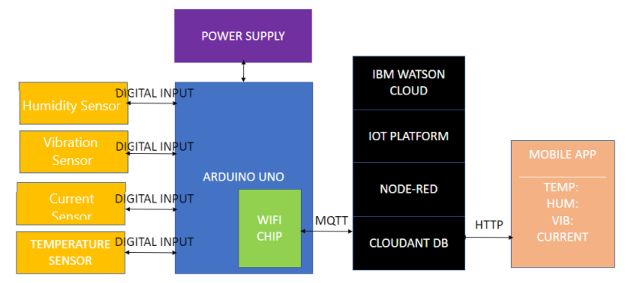 POWER SUPPLY
Humidity Sensor
DIGITAL INPUT
Vibration
Sensor
DIGITAL INPUT
Current
Sensor
DIGITAL INPUT
TEMPERATURE
SENSOR
DIGITAL INPUT
ARDUINO UNO
WIFI
CHIP
MQTT
IBM WATSON
CLOUD
IOT PLATFORM
NODE-RED
CLOUDANT DB
HTTP
MOBILE APP
TEMP:
HUM:
VIB:
CURRENT